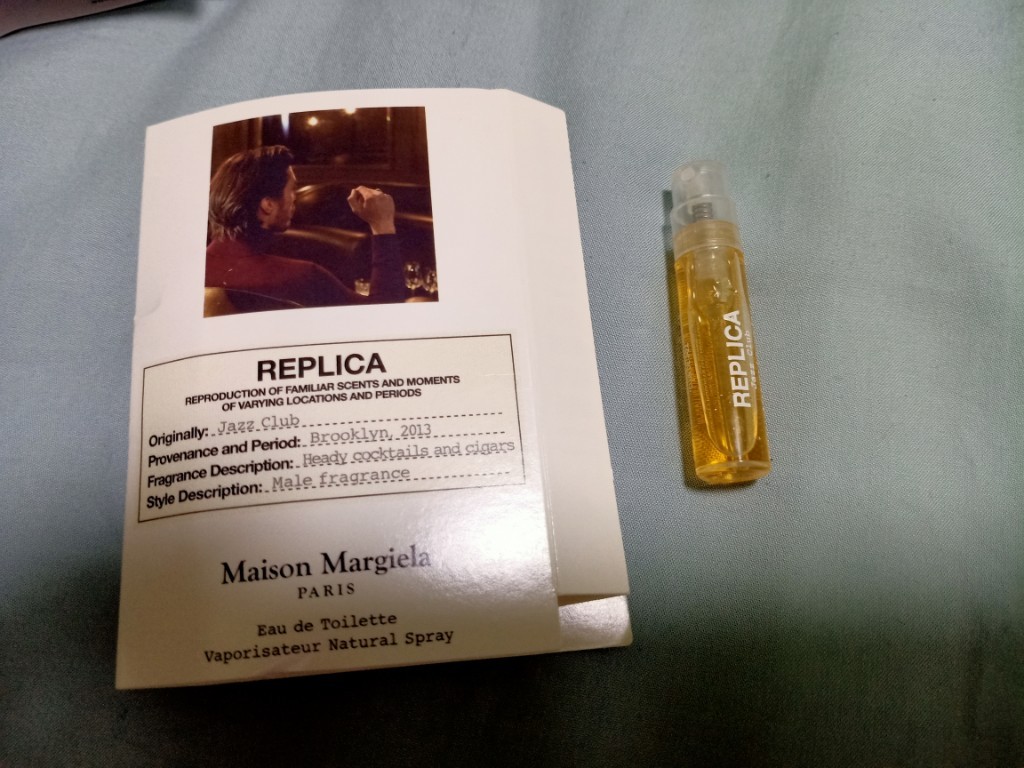 REPLICA
REPRODUCTION OF FAMILIAR SCENTS AND MOMENTS
OF VARYING LOCATIONS AND PERIODS
Originally: Jazz Club
Provenance and Period: Brooklyn, 2013
Fragrance Description: Heady cocktails and cigars
Style Description: Male fragrance
Maison Margiela
PARIS
Eau de Toilette
Vaporisateur Natural Spray
REPLICA
Jazz Club